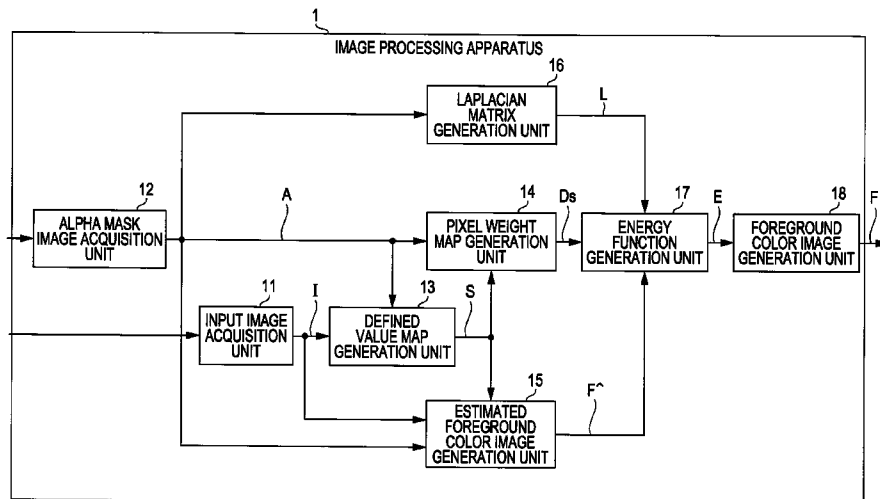 1
IMAGE PROCESSING APPARATUS
16
LAPLACIAN
MATRIX
GENERATION UNIT
L
12
ALPHA MASK
IMAGE ACQUISITION
UNIT
A
14
PIXEL WEIGHT
MAP GENERATION
UNIT
Ds
17
ENERGY
FUNCTION
GENERATION UNIT
E
18
FOREGROUND
COLOR IMAGE
GENERATION UNIT
F
11
INPUT IMAGE
ACQUISITION
UNIT
I
13
DEFINED
VALUE MAP
GENERATION UNIT
S
15
ESTIMATED
FOREGROUND
COLOR IMAGE
GENERATION UNIT
F^